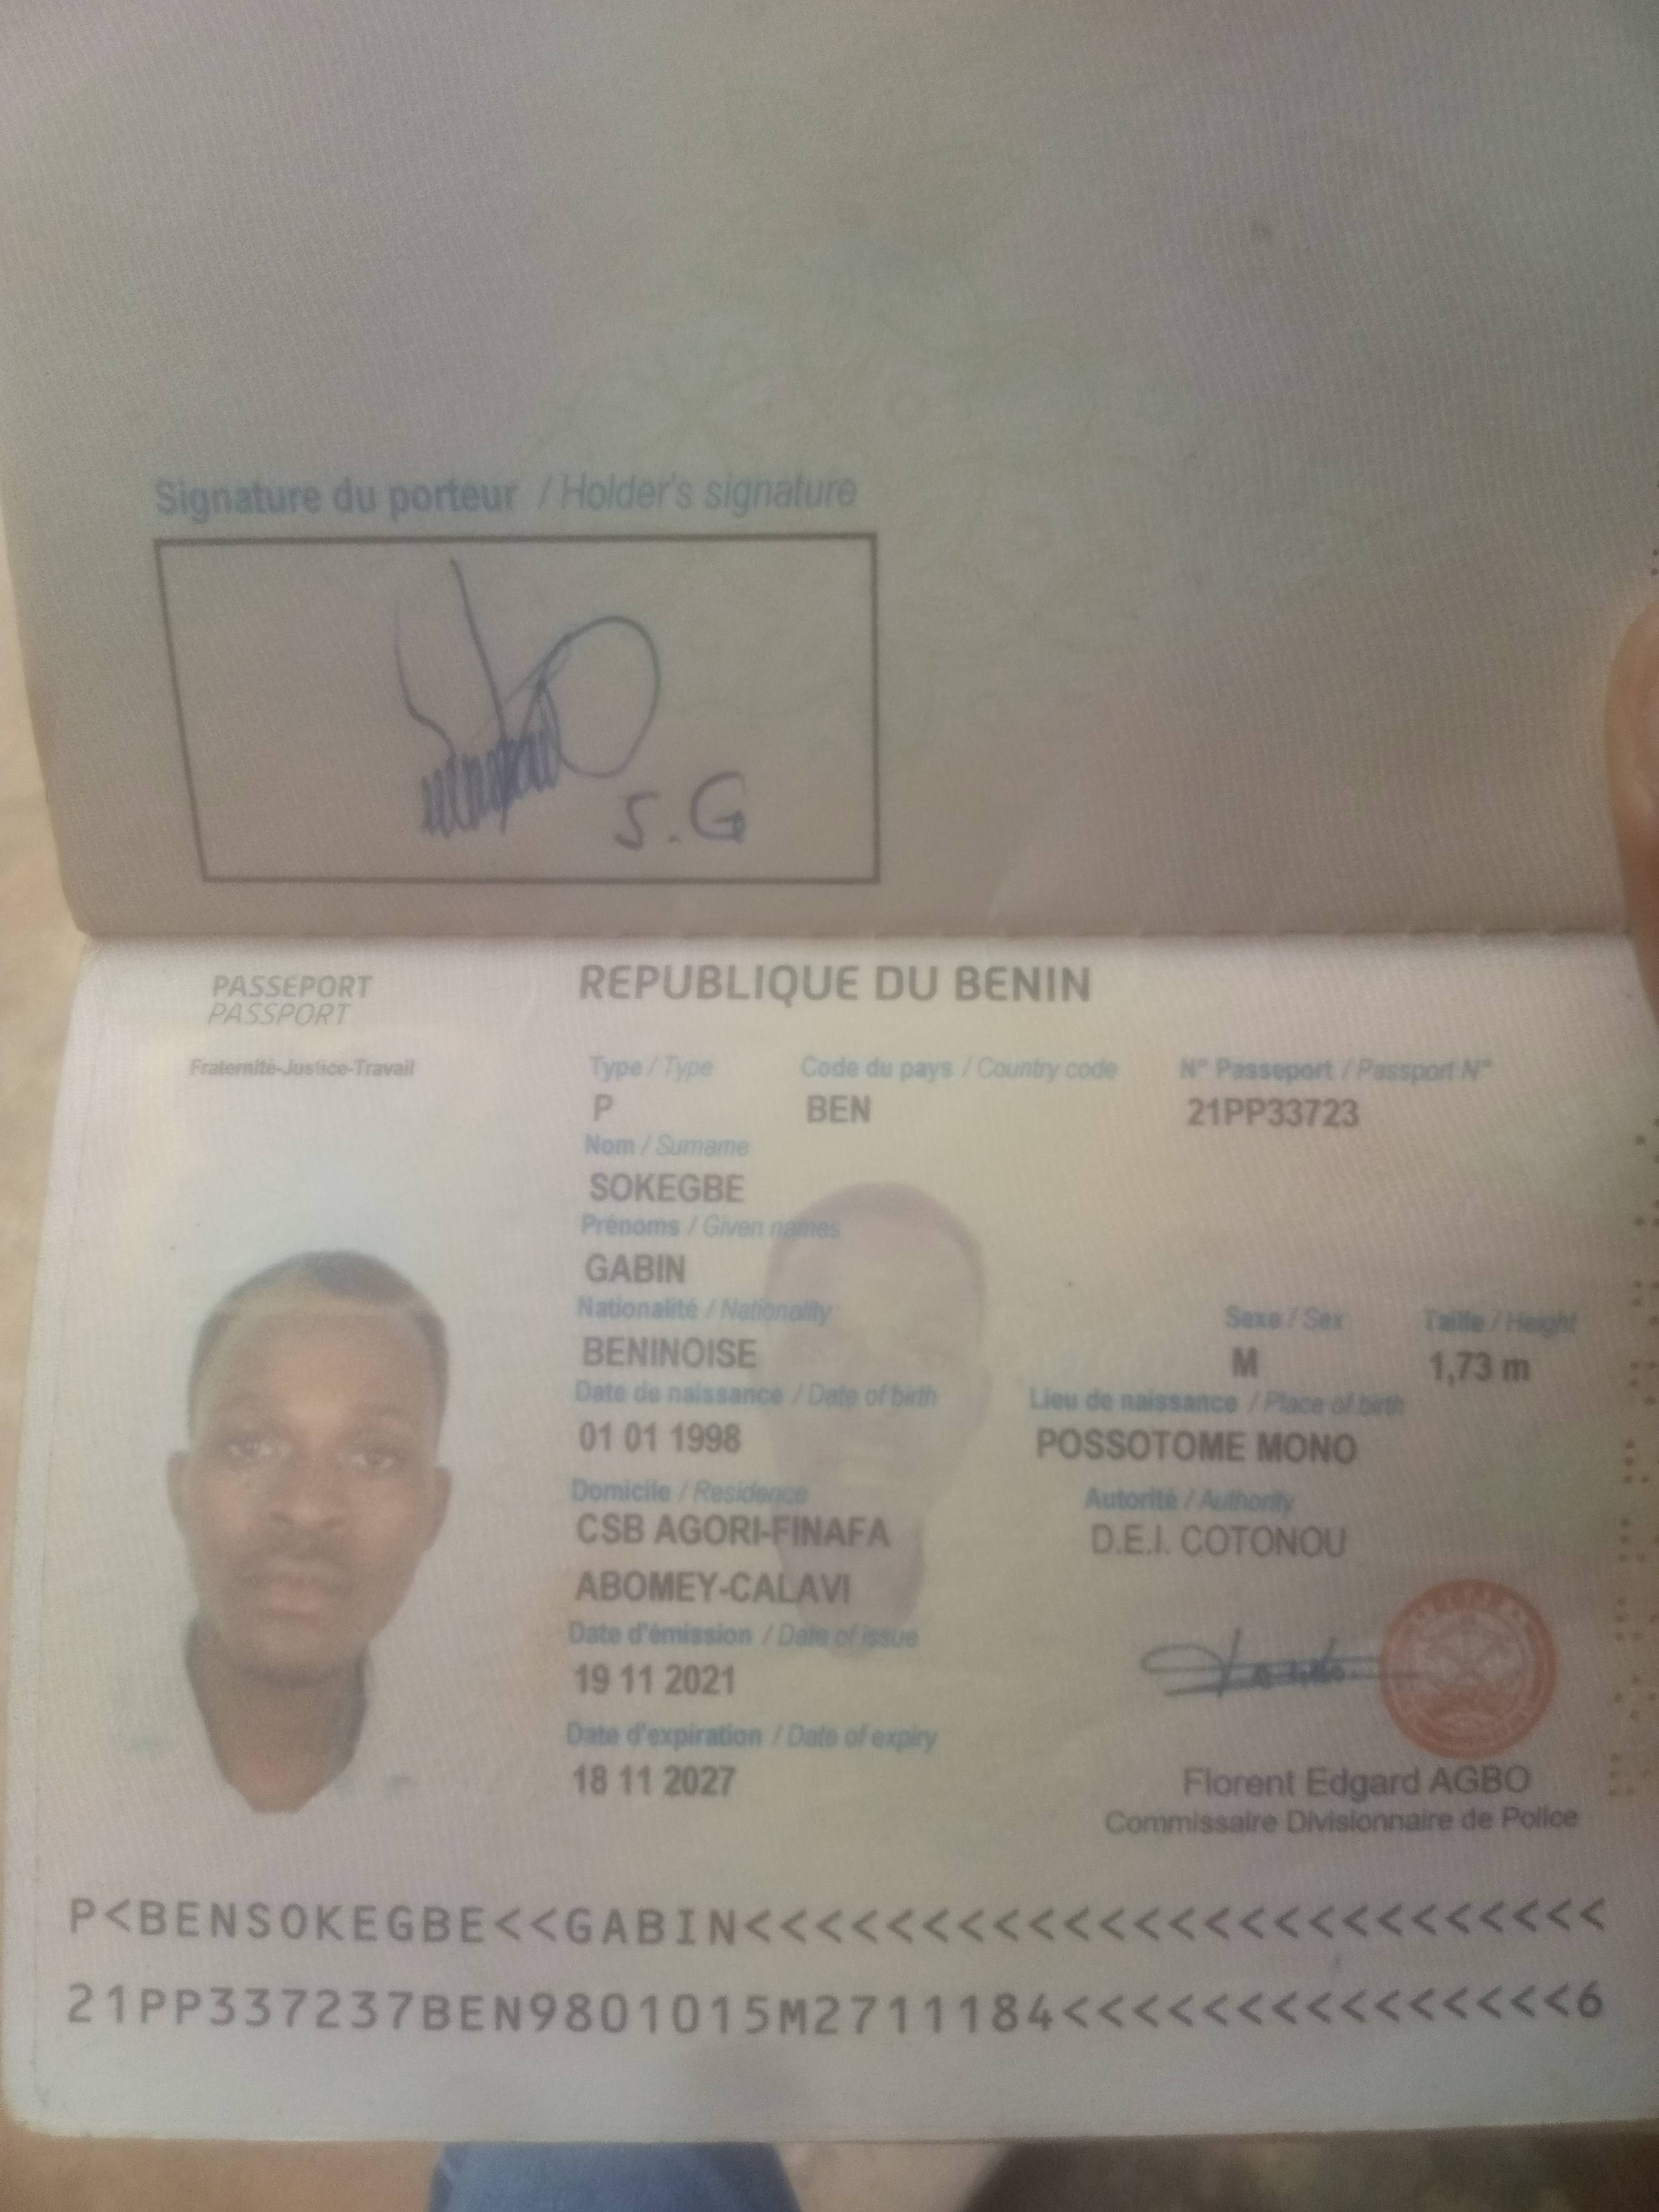 Signature du porteur / Holder's signature
S.G
PASSEPORT
PASSPORT
REPUBLIQUE DU BENIN
Fraternité-Justice-Travail
Type / Type Code du pays / Country code N° Passeport / Passport N°
P BEN 21PP33723
Nom / Surname
SOKEGBE
Prénoms / Given names
GABIN
Nationalité / Nationality Sexe / Sex Taille / Height
BENINOISE M 1,73 m
Date de naissance / Date of birth Lieu de naissance / Place of birth
01 01 1998 POSSOTOME MONO
Domicile / Residence Autorité / Authority
CSB AGORI-FINAFA D.E.I. COTONOU
ABOMEY-CALAVI
Date d'émission / Date of issue
19 11 2021
Date d'expiration / Date of expiry
18 11 2027
Florent Edgard AGBO
Commissaire Divisionnaire de Police
P<BENSOKEGBE<<GABIN<<<<<<<<<<<<<<<<<<<<<<<<<
21PP337237BEN9801015M2711184<<<<<<<<<<<<<<<6